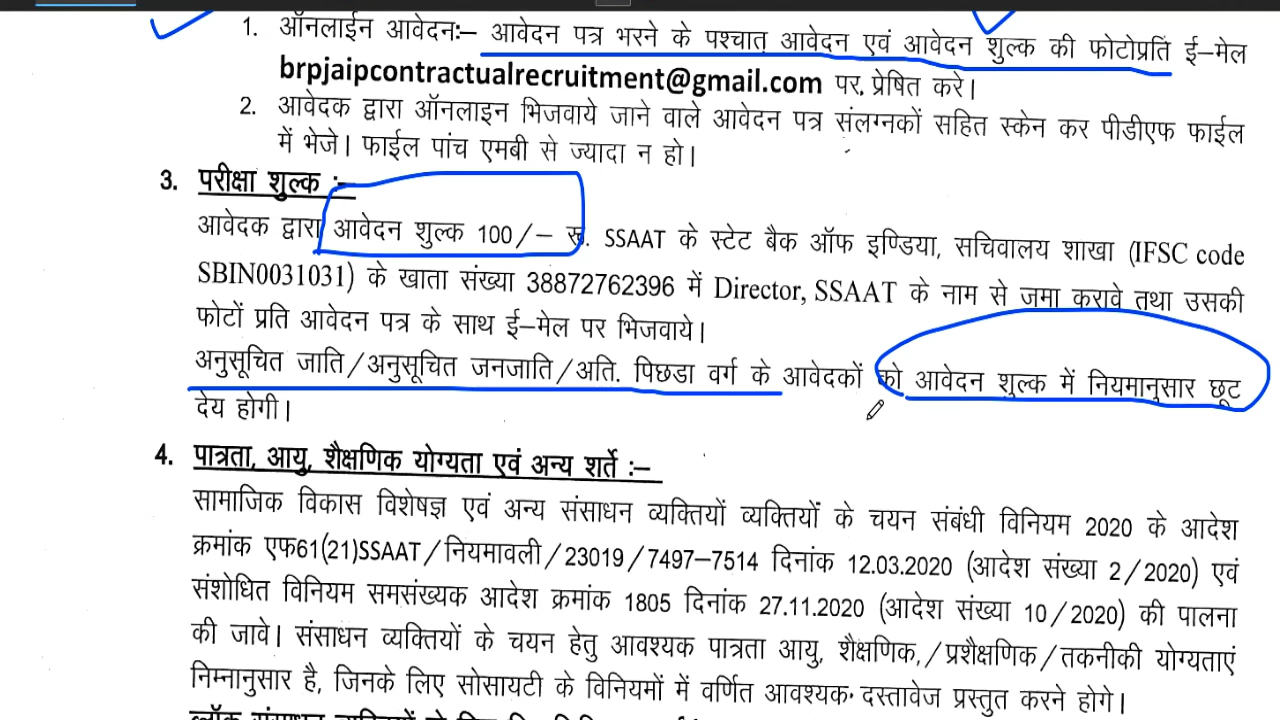 1. ऑनलाईन आवेदनः– आवेदन पत्र भरने के पश्चात् आवेदन एवं आवेदन शुल्क की फोटोप्रति ई–मेल
brpjaipcontractualrecruitment@gmail.com पर प्रेषित करे।
2. आवेदक द्वारा ऑनलाइन भिजवाये जाने वाले आवेदन पत्र संलग्नकों सहित स्केन कर पीडीएफ फाईल
में भेजे। फाईल पांच एमबी से ज्यादा न हो।
3. परीक्षा शुल्क :–
आवेदक द्वारा आवेदन शुल्क 100/– रू. SSAAT के स्टेट बैक ऑफ इण्डिया, सचिवालय शाखा (IFSC code
SBIN0031031) के खाता संख्या 38872762396 में Director, SSAAT के नाम से जमा करावे तथा उसकी
फोटों प्रति आवेदन पत्र के साथ ई–मेल पर भिजवाये।
अनुसूचित जाति/अनुसूचित जनजाति/अति. पिछडा वर्ग के आवेदकों को आवेदन शुल्क में नियमानुसार छूट
देय होगी।
4. पात्रता, आयु, शैक्षणिक योग्यता एवं अन्य शर्ते :–
सामाजिक विकास विशेषज्ञ एवं अन्य संसाधन व्यक्तियों व्यक्तियों के चयन संबंधी विनियम 2020 के आदेश
क्रमांक एफ61(21)SSAAT/नियमावली/23019/7497–7514 दिनांक 12.03.2020 (आदेश संख्या 2/2020) एवं
संशोधित विनियम समसंख्यक आदेश क्रमांक 1805 दिनांक 27.11.2020 (आदेश संख्या 10/2020) की पालना
की जावे। संसाधन व्यक्तियों के चयन हेतु आवश्यक पात्रता आयु, शैक्षणिक,/प्रशैक्षणिक/तकनीकी योग्यताएं
निम्नानुसार है, जिनके लिए सोसायटी के विनियमों में वर्णित आवश्यक दस्तावेज प्रस्तुत करने होगे।